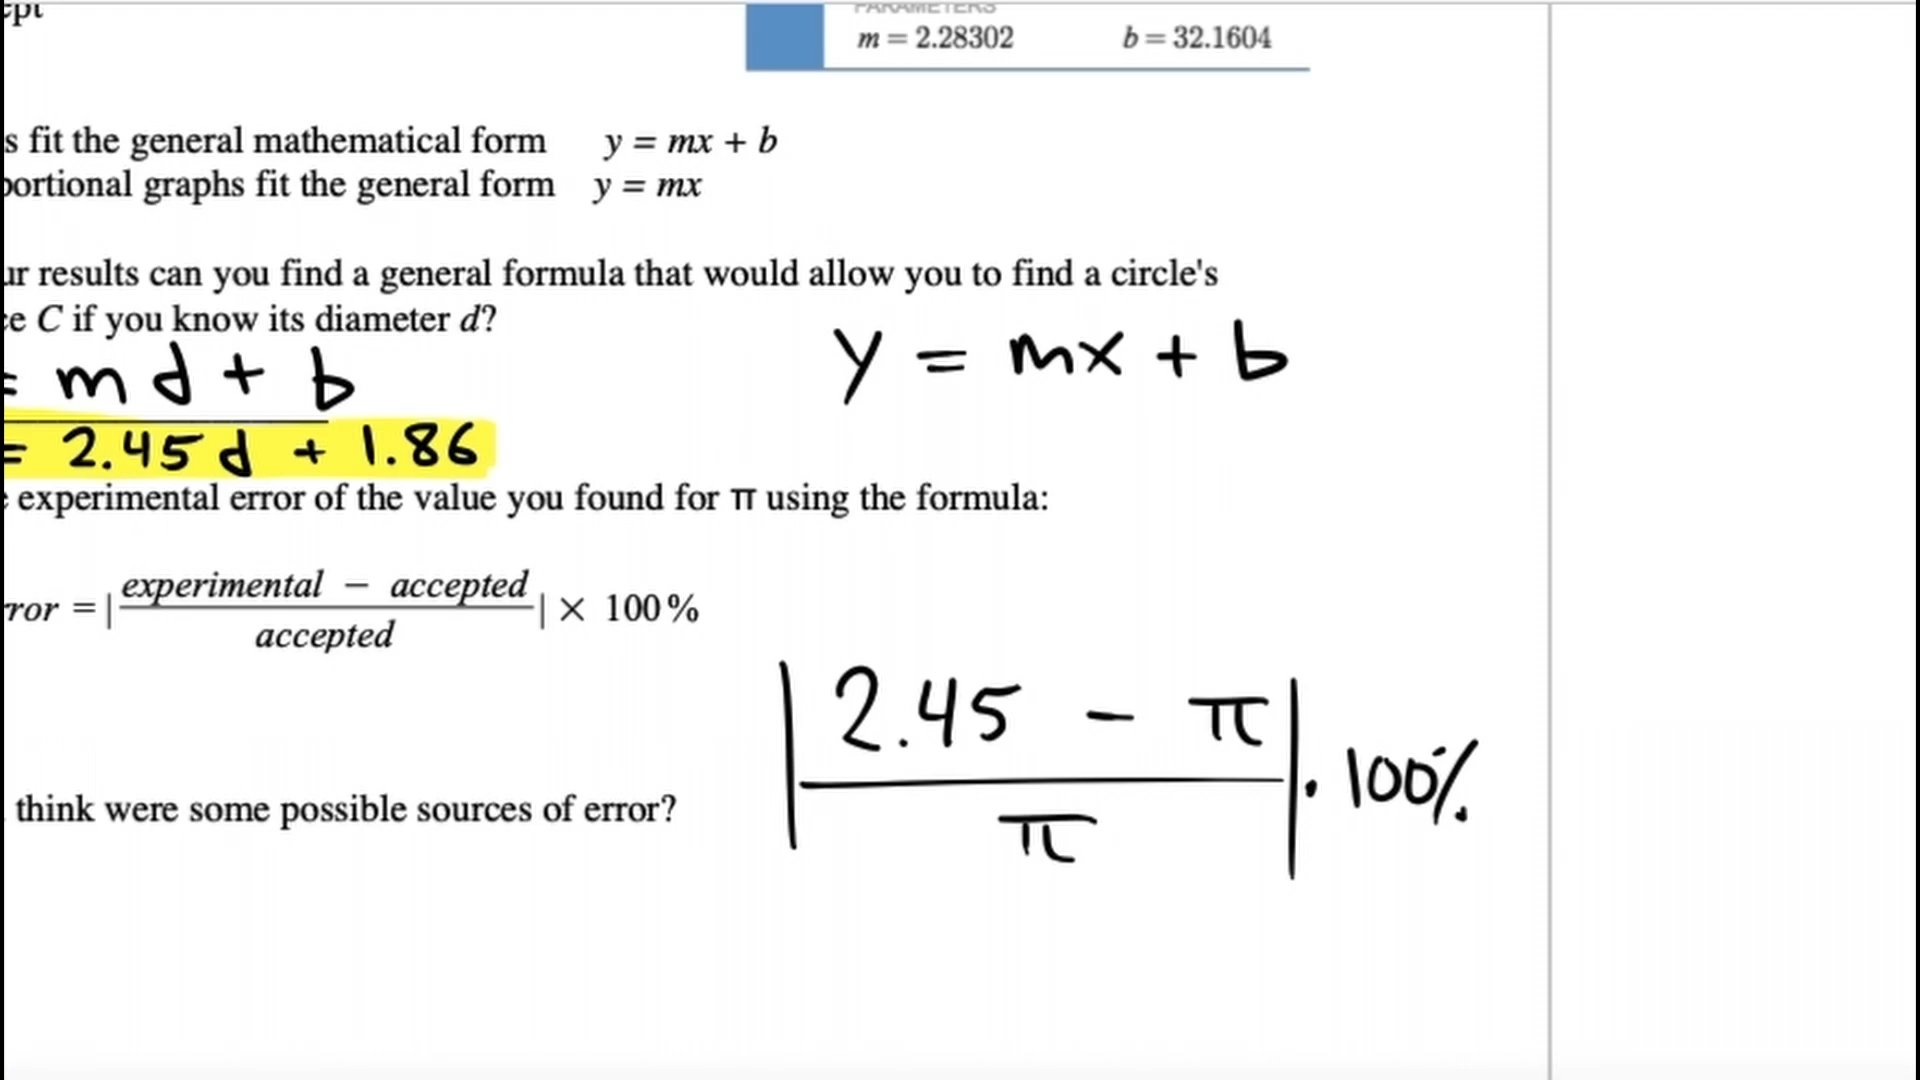 PARAMETERS
m = 2.28302 b = 32.1604
fit the general mathematical form y = mx + b
graphs fit the general form y = mx
results can you find a general formula that would allow you to find a circle's
C if you know its diameter d?
y = mx + b
= md + b
= 2.45d + 1.86
experimental error of the value you found for π using the formula:
= | experimental − accepted / accepted | × 100%
| 2.45 - π / π | . 100%
think were some possible sources of error?